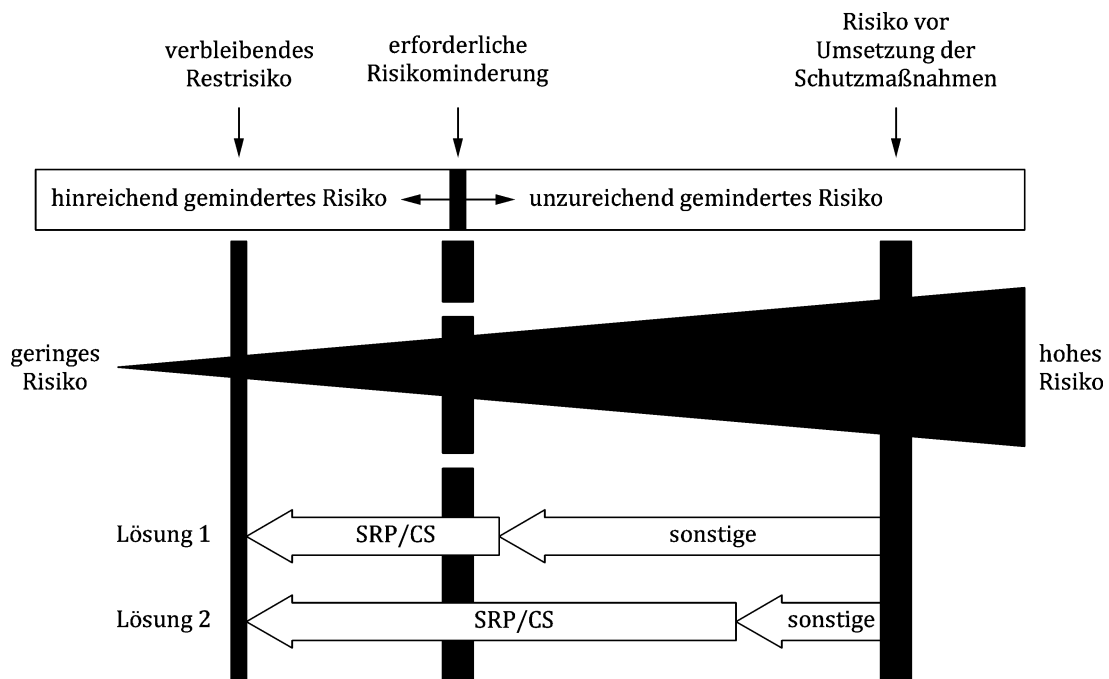 verbleibendes
Restrisiko
erforderliche
Risikominderung
Risiko vor
Umsetzung der
Schutzmaßnahmen
hinreichend gemindertes Risiko
unzureichend gemindertes Risiko
geringes
Risiko
hohes
Risiko
Lösung 1
SRP/CS
sonstige
Lösung 2
SRP/CS
sonstige